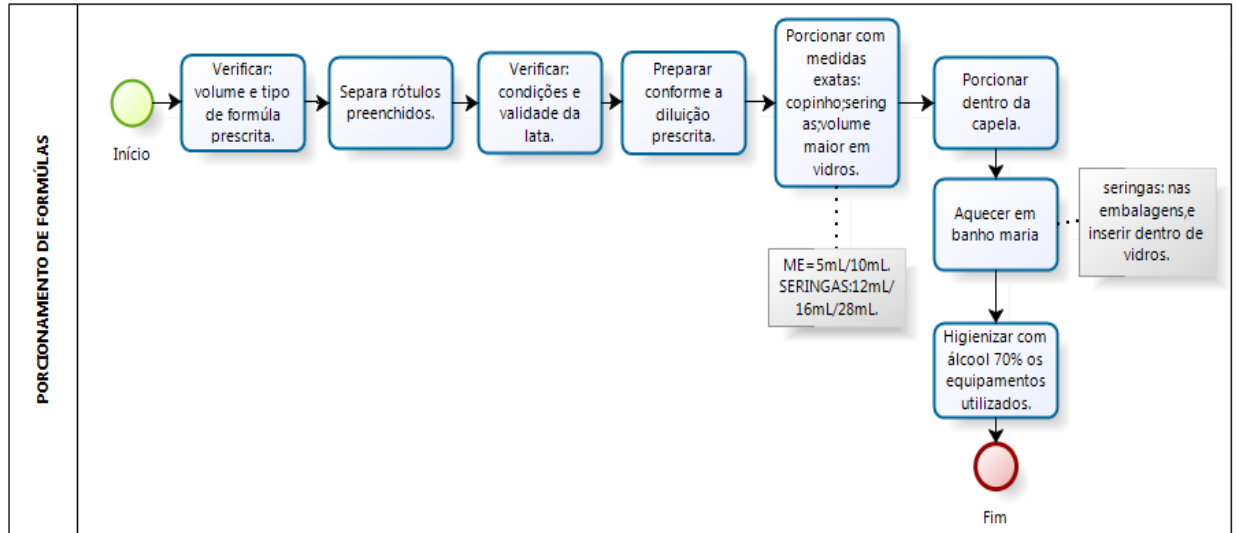 PORCIONAMENTO DE FORMÚLAS
Início
Verificar:
volume e tipo
de formúla
prescrita.
Separa rótulos
preenchidos.
Verificar:
condições e
validade da
lata.
Preparar
conforme a
diluição
prescrita.
Porcionar com
medidas
exatas:
copinho;sering
as;volume
maior em
vidros.
ME=5mL/10mL.
SERINGAS:12mL/
16mL/28mL.
Porcionar
dentro da
capela.
Aquecer em
banho maria
seringas: nas
embalagens,e
inserir dentro de
vidros.
Higienizar com
álcool 70% os
equipamentos
utilizados.
Fim